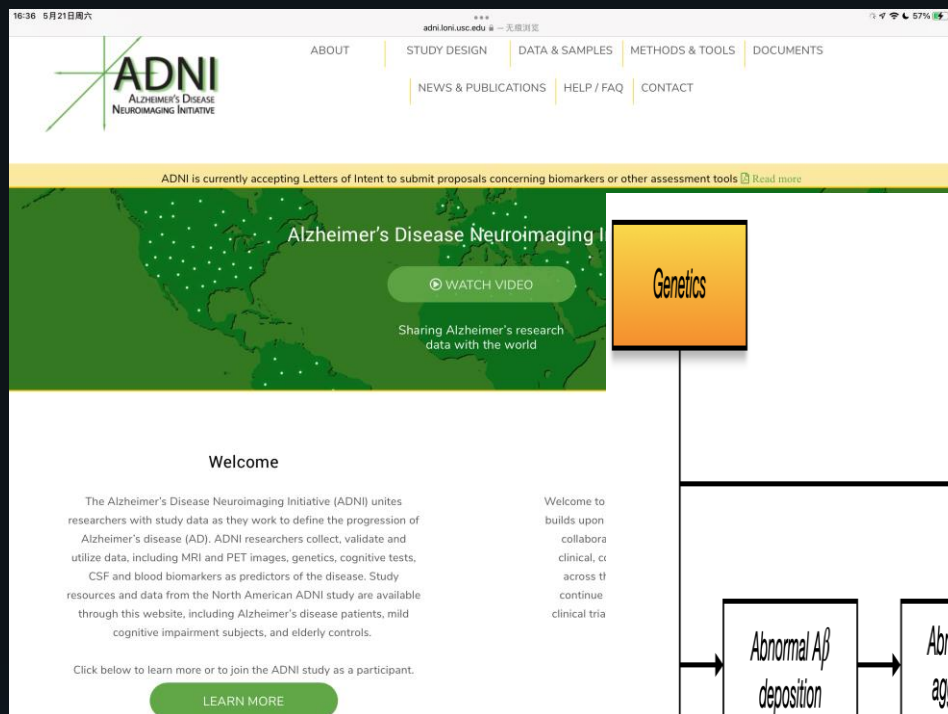 16:36 5月21日周六
adni.loni.usc.edu — 无痕浏览
57%
ADNI
ALZHEIMER'S DISEASE
NEUROIMAGING INITIATIVE
ABOUT
STUDY DESIGN
DATA & SAMPLES
METHODS & TOOLS
DOCUMENTS
NEWS & PUBLICATIONS
HELP / FAQ
CONTACT
ADNI is currently accepting Letters of Intent to submit proposals concerning biomarkers or other assessment tools Read more
Alzheimer's Disease Neuroimaging I
WATCH VIDEO
Sharing Alzheimer's research
data with the world
Genetics
Welcome
The Alzheimer's Disease Neuroimaging Initiative (ADNI) unites
researchers with study data as they work to define the progression of
Alzheimer's disease (AD). ADNI researchers collect, validate and
utilize data, including MRI and PET images, genetics, cognitive tests,
CSF and blood biomarkers as predictors of the disease. Study
resources and data from the North American ADNI study are available
through this website, including Alzheimer's disease patients, mild
cognitive impairment subjects, and elderly controls.
Click below to learn more or to join the ADNI study as a participant.
LEARN MORE
Welcome to
builds upon
collabora
clinical, co
across th
continue
clinical tria
Abnormal Aβ
deposition
Abn
agg